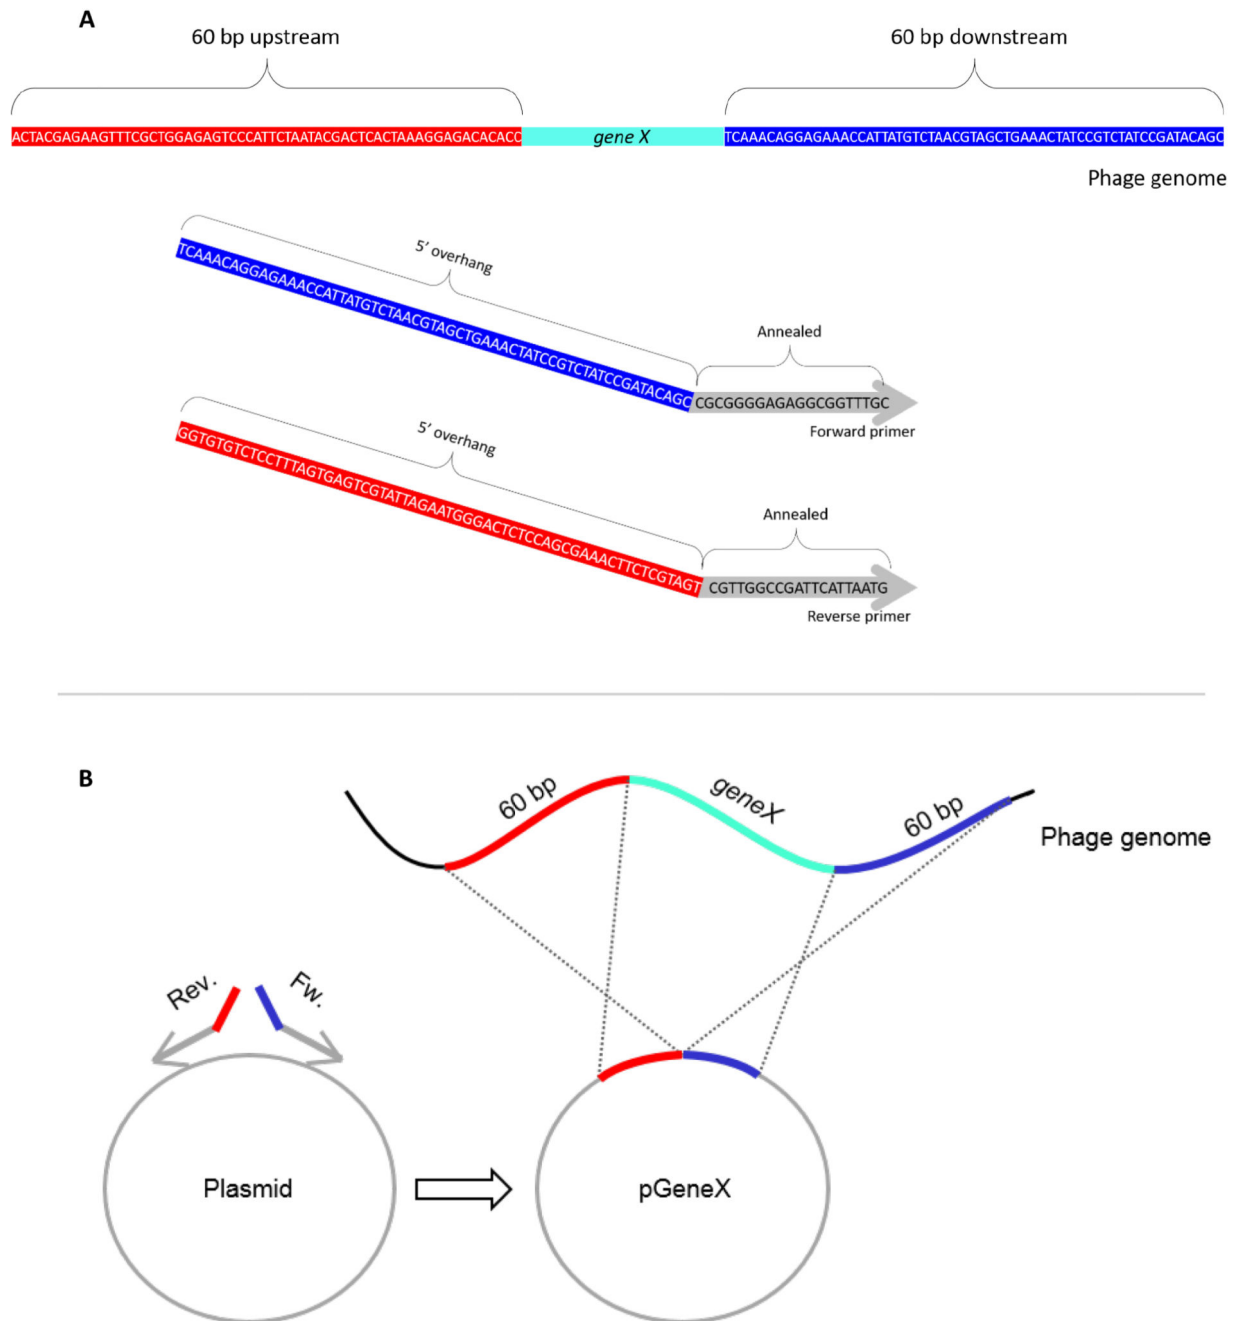 A
60 bp upstream
60 bp downstream
ACTACGAGAAGTTTCGCTGGAGAGTCCCATTCTAATACGACTCACTAAAGGAGACACACC
gene X
TCAAACAGGAGAAACCATTATGTCTAACGTAGCTGAAACTATCCGTCTATCCGATACAGC
Phage genome
5’ overhang
TCAAACAGGAGAAACCATTATGTCTAACGTAGCTGAAACTATCCGTCTATCCGATACAGC
Annealed
CGCGGGGAGAGGCGGTTTGC
Forward primer
5’ overhang
GGTGTGTCTCCTTTAGTGAGTCGTATTAGAATGGGACTCTCCAGCGAAACTTCTCGTAGT
Annealed
CGTTGGCCGATTCATTAATG
Reverse primer
B
60 bp
geneX
60 bp
Phage genome
Rev.
Fw.
Plasmid
pGeneX